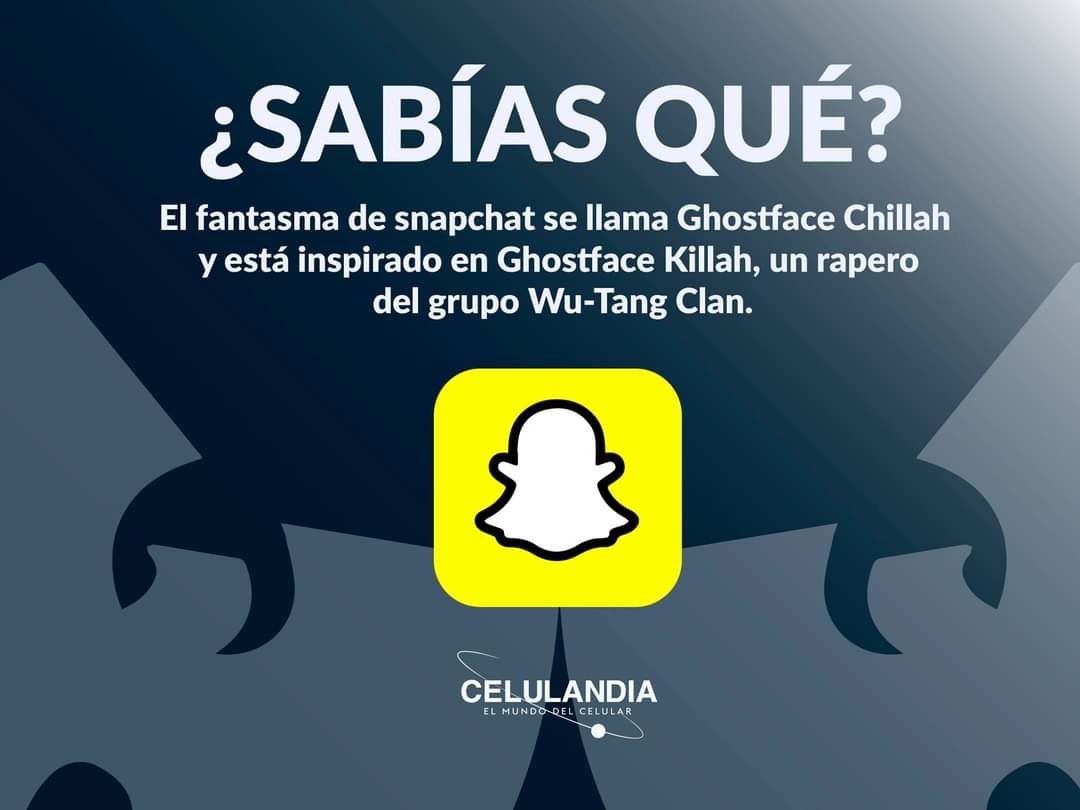 ¿SABÍAS QUÉ?
El fantasma de snapchat se llama Ghostface Chillah
y está inspirado en Ghostface Killah, un rapero
del grupo Wu-Tang Clan.
CELULANDIA
EL MUNDO DEL CELULAR